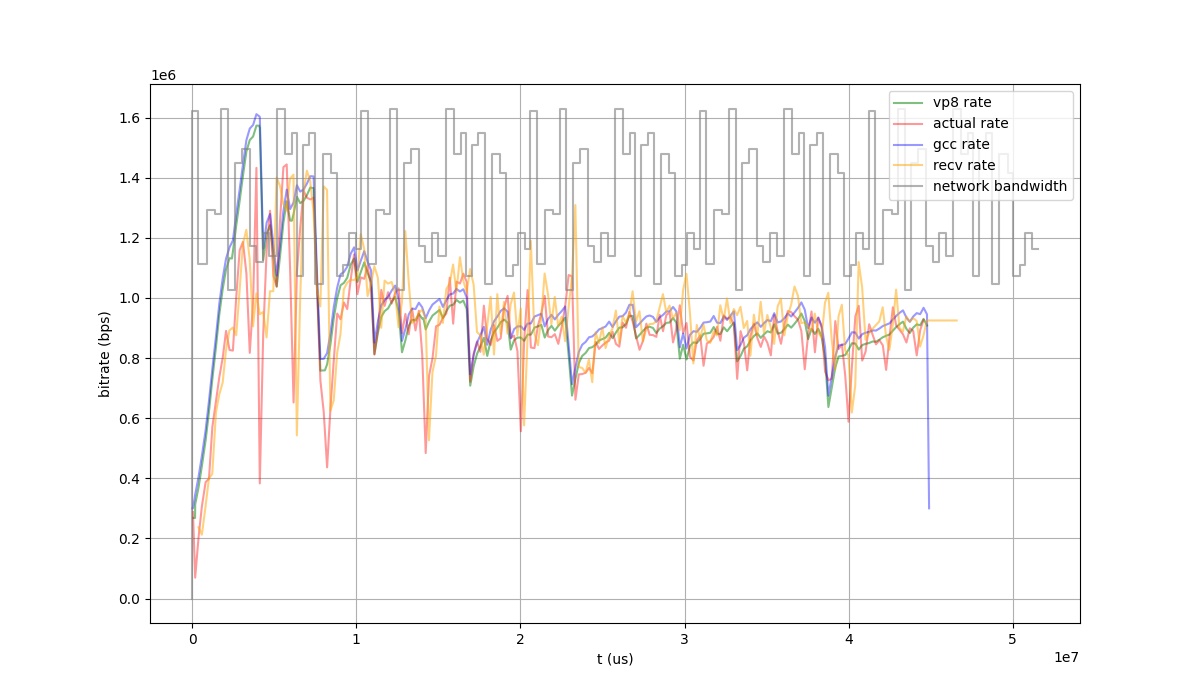 1e6
1.6
1.4
1.2
1.0
0.8
0.6
0.4
0.2
0.0
bitrate (bps)
vp8 rate
actual rate
gcc rate
recv rate
network bandwidth
0 1 2 3 4 5
t (us)
1e7